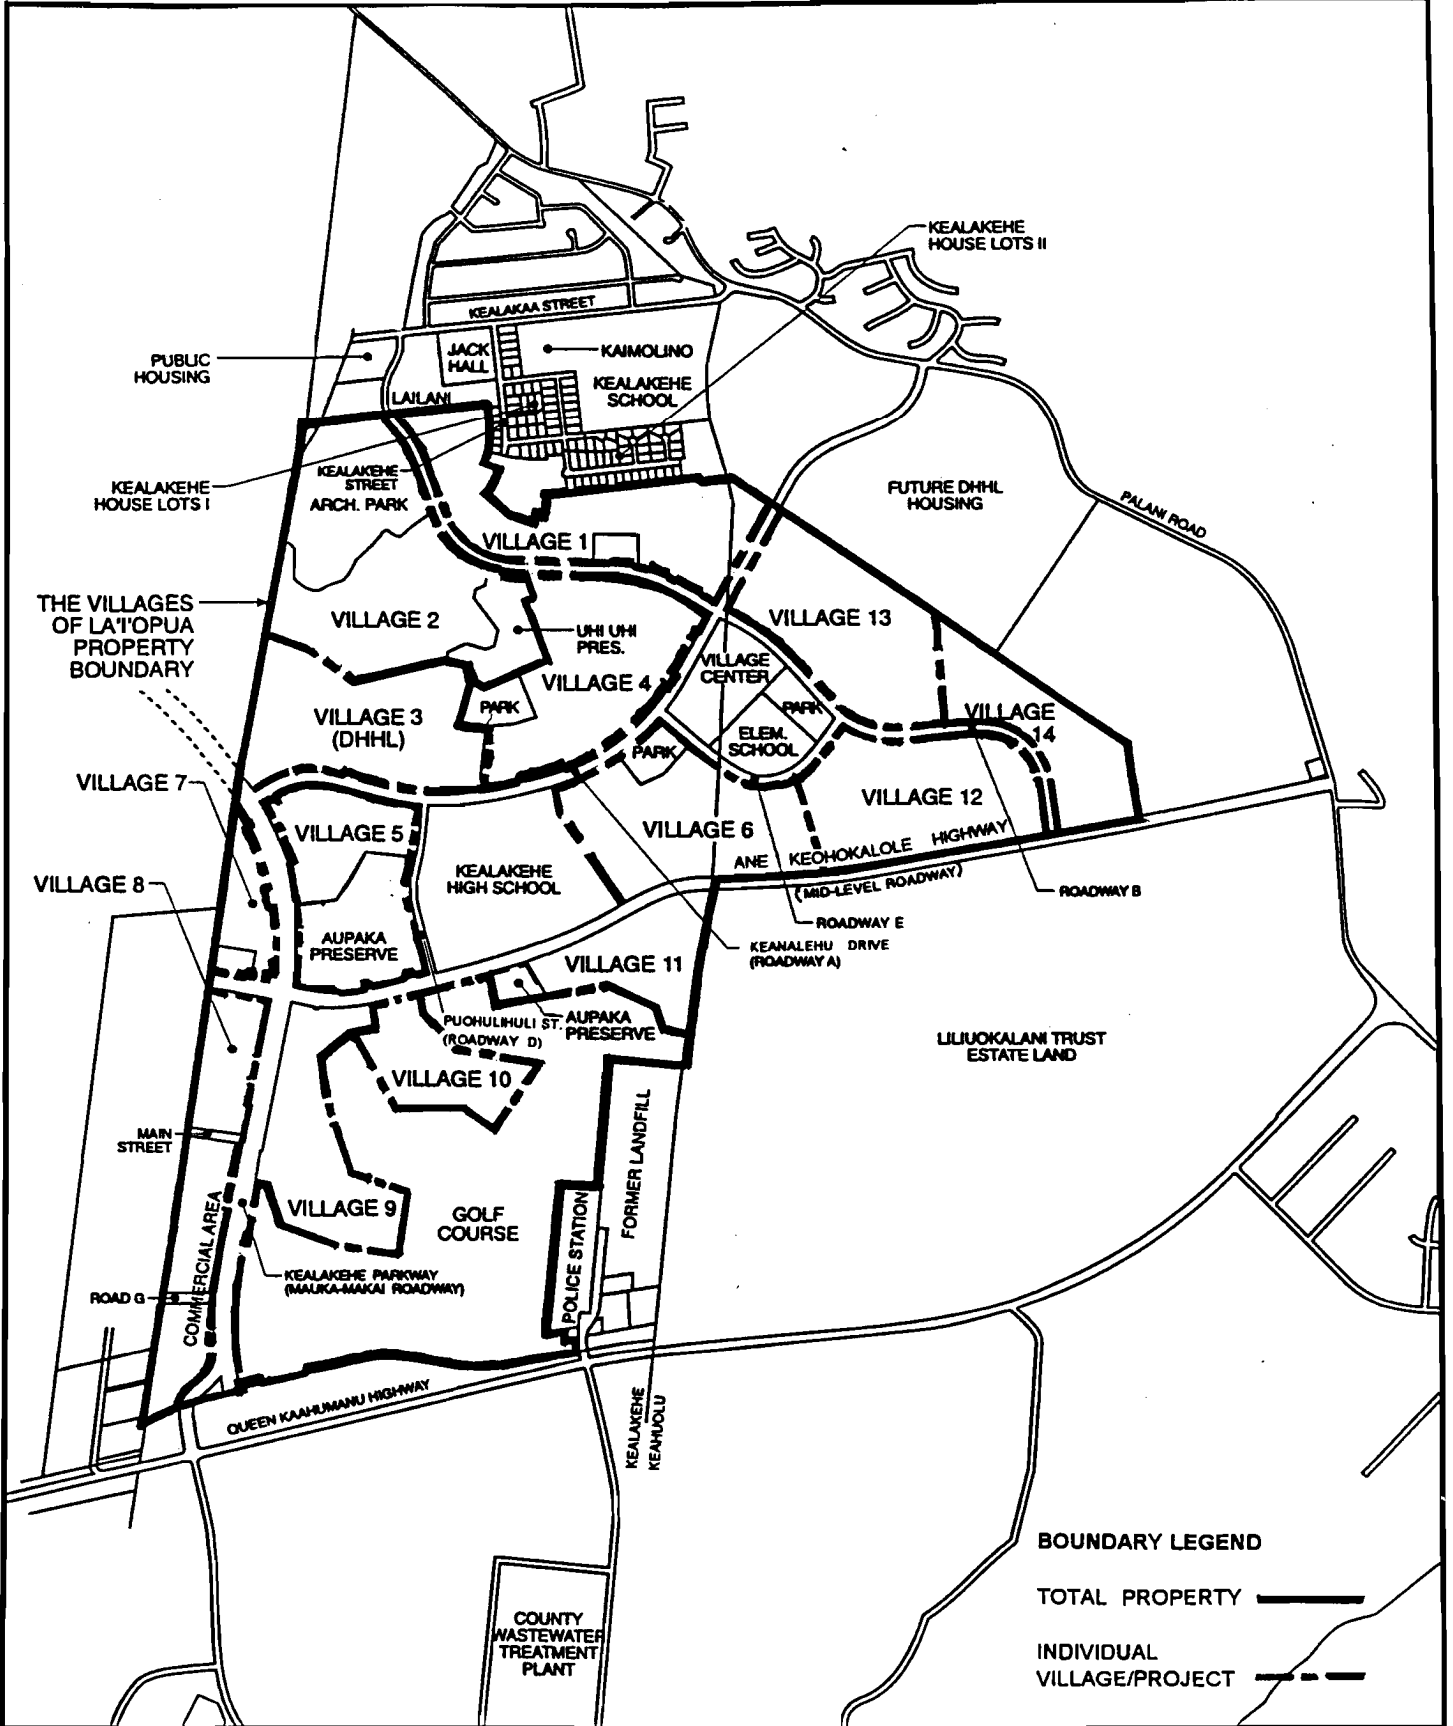 KEALAKEHE
HOUSE LOTS II
KEALAKAA STREET
PUBLIC
HOUSING
JACK
HALL
KAIMOLINO
KEALAKEHE
SCHOOL
LAILANI
KEALAKEHE
STREET
KEALAKEHE
HOUSE LOTS I
ARCH. PARK
FUTURE DHHL
HOUSING
PALANI ROAD
VILLAGE 1
THE VILLAGES
OF LA'I'OPUA
PROPERTY
BOUNDARY
VILLAGE 2
UHI UHI
PRES.
VILLAGE 13
VILLAGE
CENTER
VILLAGE 4
PARK
PARK
VILLAGE 3
(DHHL)
VILLAGE
14
ELEM.
SCHOOL
PARK
VILLAGE 7
VILLAGE 12
VILLAGE 5
VILLAGE 6
ANE KEOHOKALOLE HIGHWAY
(MID-LEVEL ROADWAY)
KEALAKEHE
HIGH SCHOOL
VILLAGE 8
ROADWAY B
ROADWAY E
KEANALEHU DRIVE
(ROADWAY A)
AUPAKA
PRESERVE
VILLAGE 11
PUOHULIHULI ST.
(ROADWAY D)
AUPAKA
PRESERVE
LILIUOKALANI TRUST
ESTATE LAND
VILLAGE 10
MAIN
STREET
FORMER LANDFILL
VILLAGE 9
GOLF
COURSE
POLICE STATION
COMMERCIAL AREA
KEALAKEHE PARKWAY
(MAUKA-MAKAI ROADWAY)
ROAD G
QUEEN KAAHUMANU HIGHWAY
KEALAKEHE
KEAHUOLU
BOUNDARY LEGEND
TOTAL PROPERTY
INDIVIDUAL
VILLAGE/PROJECT
COUNTY
WASTEWATER
TREATMENT
PLANT